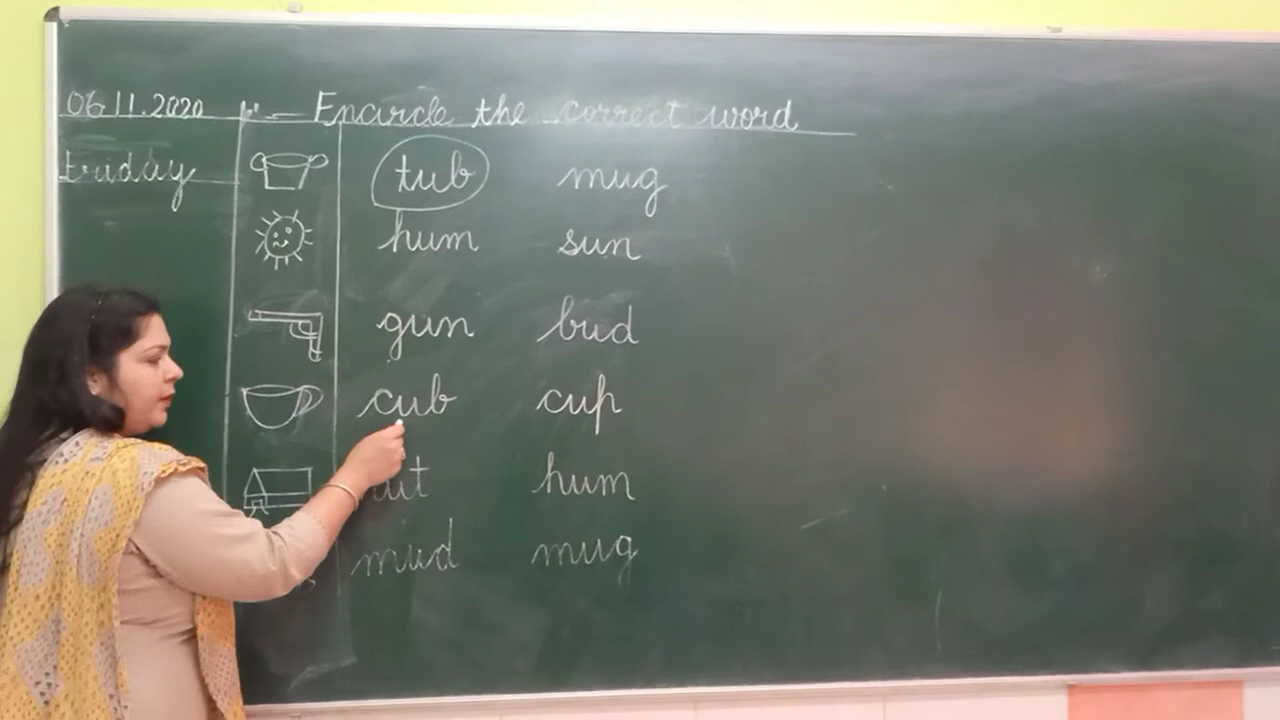 06.11.2020 — Encircle the correct word
Friday tub mug
hum sun
gun bud
cub cup
hut hum
mud mug